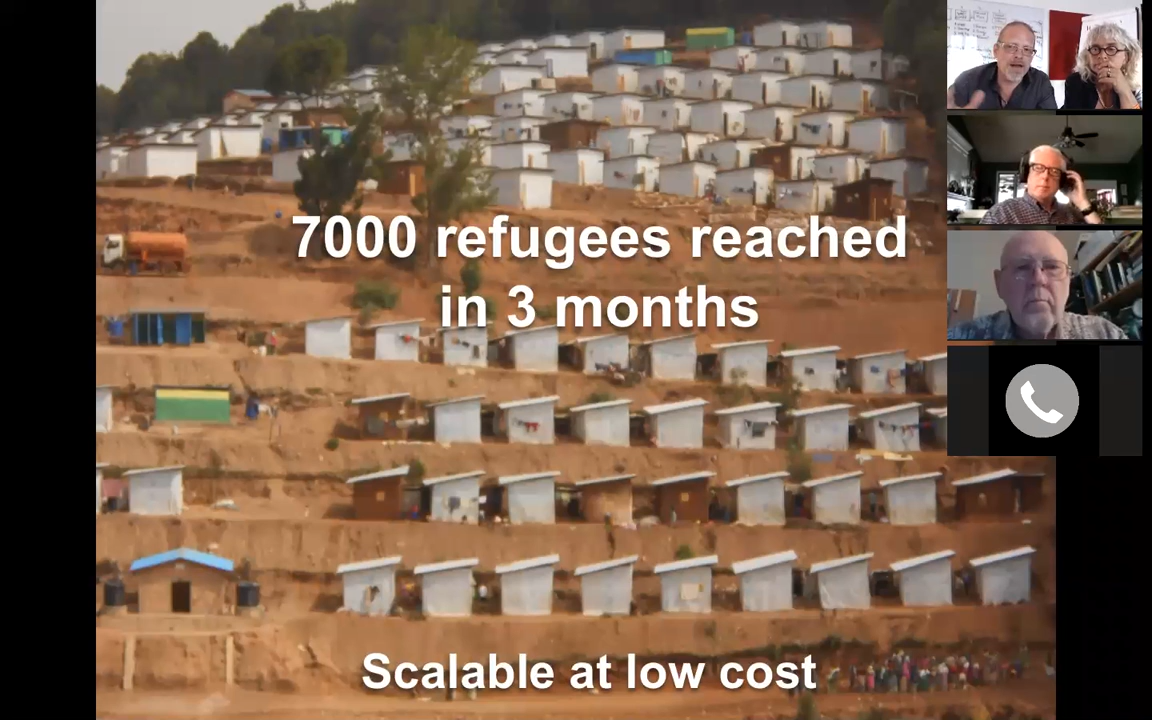 7000 refugees reached
in 3 months
Scalable at low cost